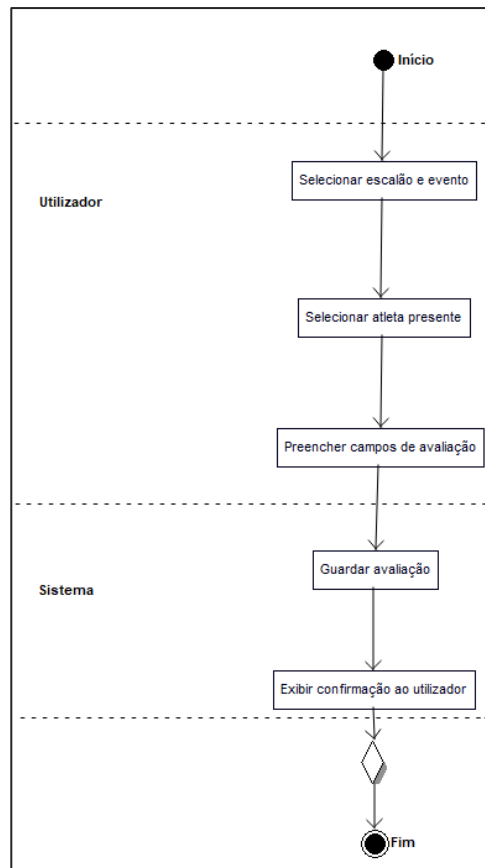 Início
Selecionar escalão e evento
Utilizador
Selecionar atleta presente
Preencher campos de avaliação
Guardar avaliação
Sistema
Exibir confirmação ao utilizador
Fim